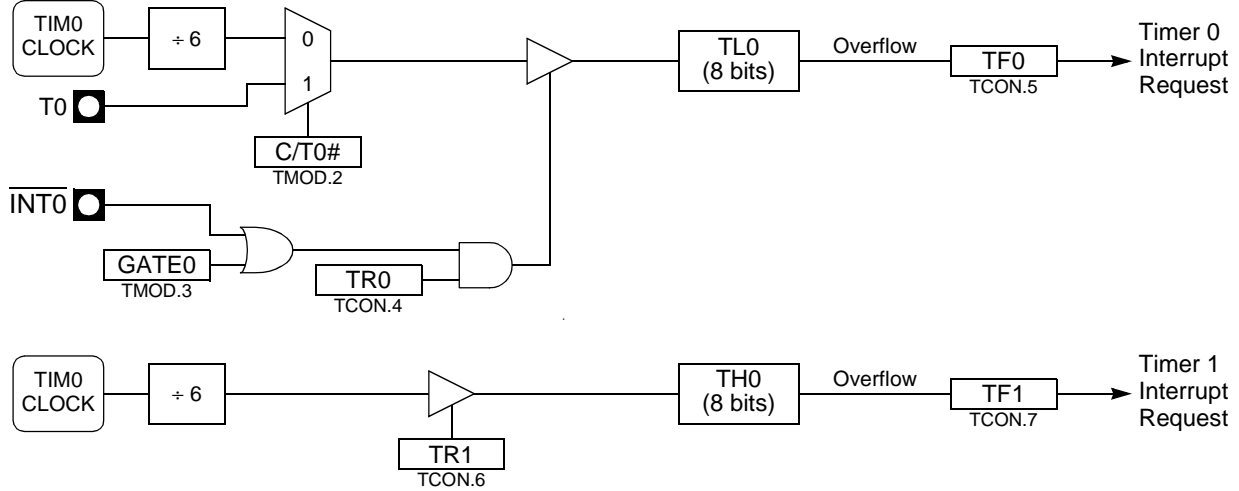 TIM0
CLOCK
÷ 6
0
1
T0
C/T0#
TMOD.2
TL0
(8 bits)
Overflow
TF0
TCON.5
Timer 0
Interrupt
Request
INT0
GATE0
TMOD.3
TR0
TCON.4
TIM0
CLOCK
÷ 6
TR1
TCON.6
TH0
(8 bits)
Overflow
TF1
TCON.7
Timer 1
Interrupt
Request